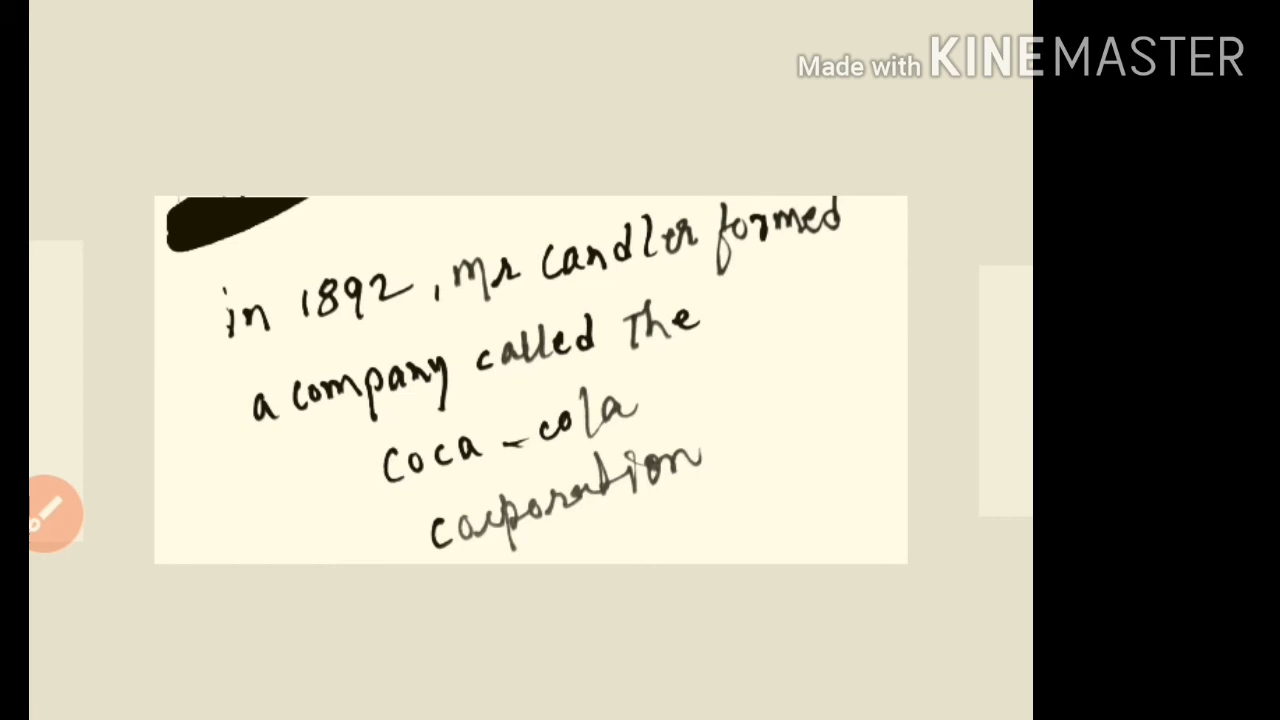 Made with KINEMASTER
in 1892, Mr Candler formed
a company called The
Coca-cola
corporation